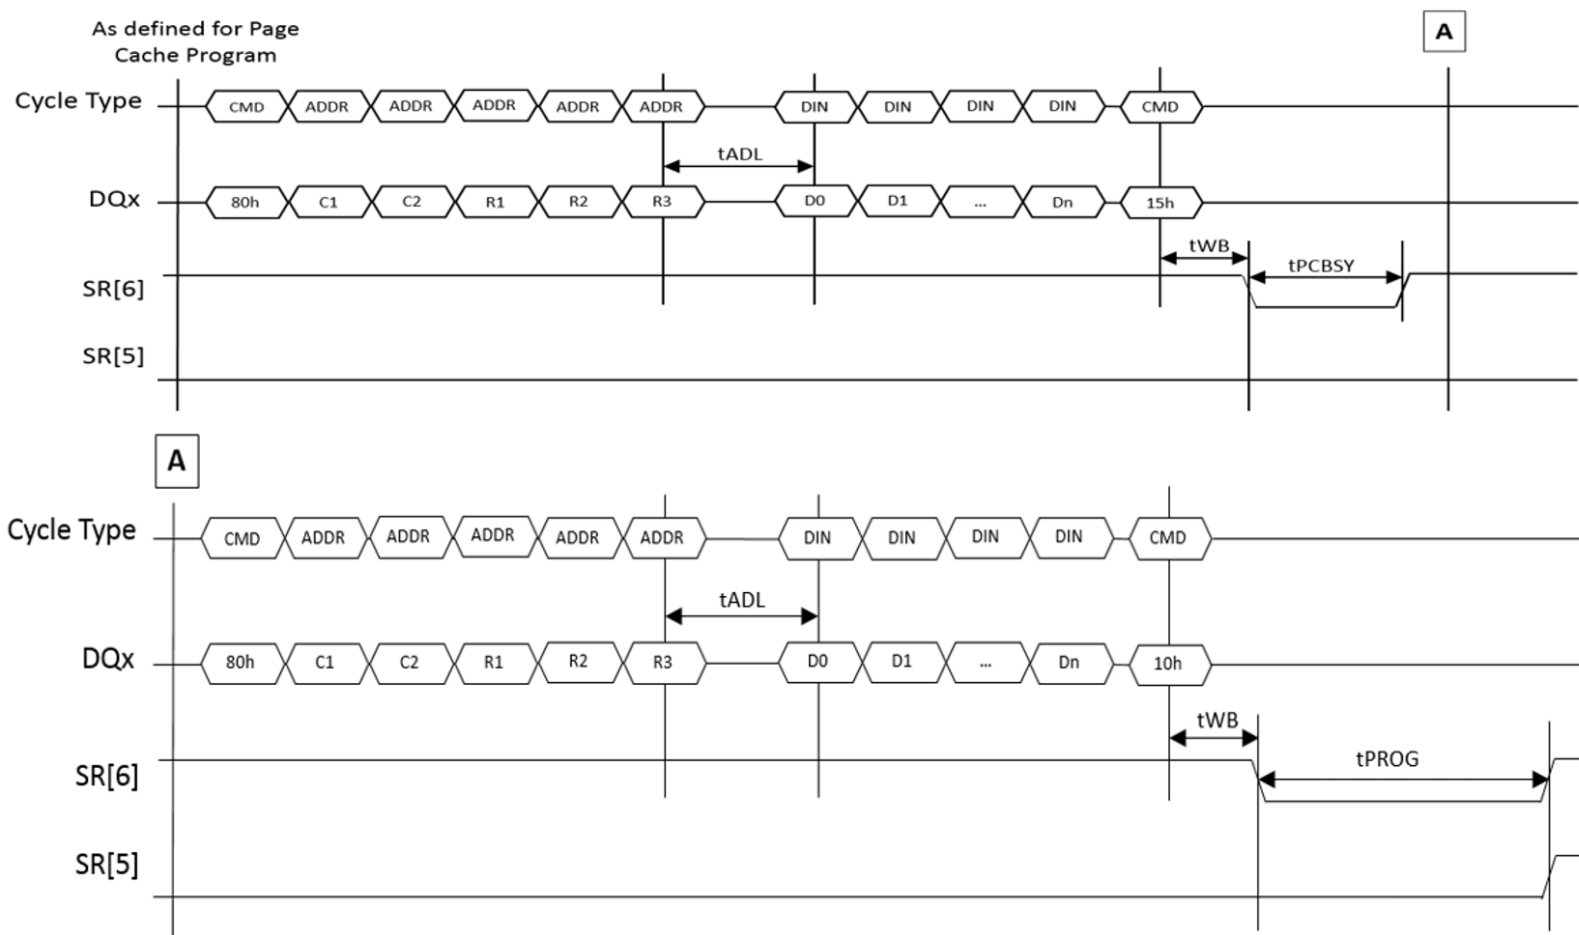 As defined for Page
Cache Program
A
Cycle Type CMD ADDR ADDR ADDR ADDR ADDR DIN DIN DIN DIN CMD
tADL
DQx 80h C1 C2 R1 R2 R3 D0 D1 ... Dn 15h
tWB
tPCBSY
SR[6]
SR[5]
A
Cycle Type CMD ADDR ADDR ADDR ADDR ADDR DIN DIN DIN DIN CMD
tADL
DQx 80h C1 C2 R1 R2 R3 D0 D1 ... Dn 10h
tWB
tPROG
SR[6]
SR[5]